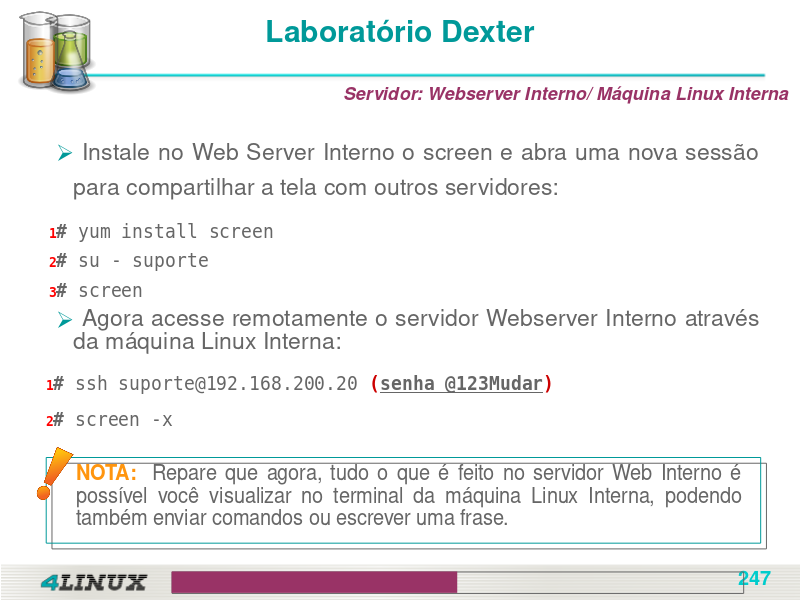 Laboratório Dexter
Servidor: Webserver Interno/ Máquina Linux Interna
➢ Instale no Web Server Interno o screen e abra uma nova sessão
para compartilhar a tela com outros servidores:
1# yum install screen
2# su - suporte
3# screen
➢ Agora acesse remotamente o servidor Webserver Interno através
da máquina Linux Interna:
1# ssh suporte@192.168.200.20 (senha @123Mudar)
2# screen -x
NOTA: Repare que agora, tudo o que é feito no servidor Web Interno é
possível você visualizar no terminal da máquina Linux Interna, podendo
também enviar comandos ou escrever uma frase.
4LINUX
247